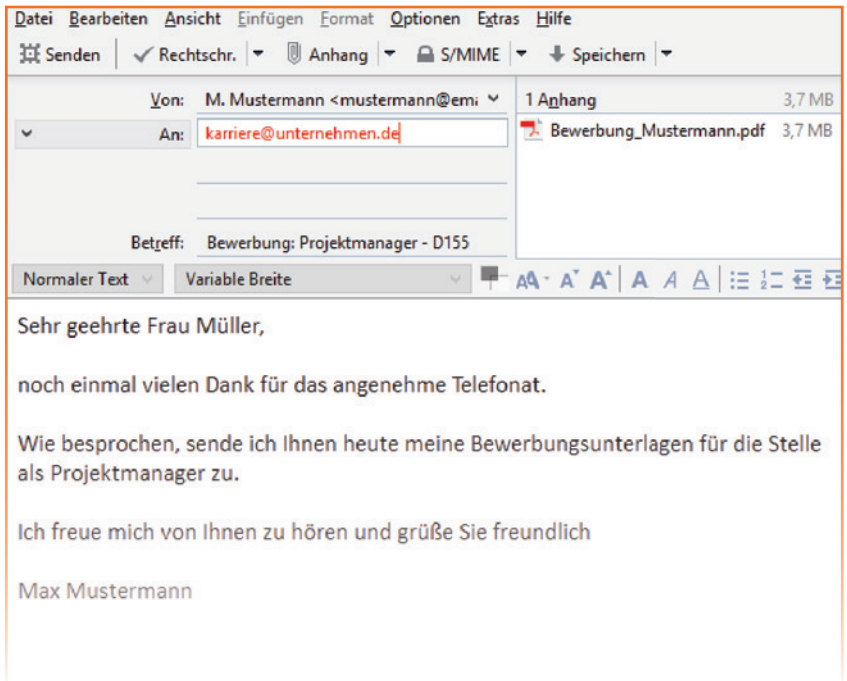 Datei Bearbeiten Ansicht Einfügen Format Optionen Extras Hilfe
Senden Rechtschr. Anhang S/MIME Speichern
Von: M. Mustermann <mustermann@ema
1 Anhang 3,7 MB
An: karriere@unternehmen.de
Bewerbung_Mustermann.pdf 3,7 MB
Betreff: Bewerbung: Projektmanager - D155
Normaler Text Variable Breite
Sehr geehrte Frau Müller,
noch einmal vielen Dank für das angenehme Telefonat.
Wie besprochen, sende ich Ihnen heute meine Bewerbungsunterlagen für die Stelle
als Projektmanager zu.
Ich freue mich von Ihnen zu hören und grüße Sie freundlich
Max Mustermann